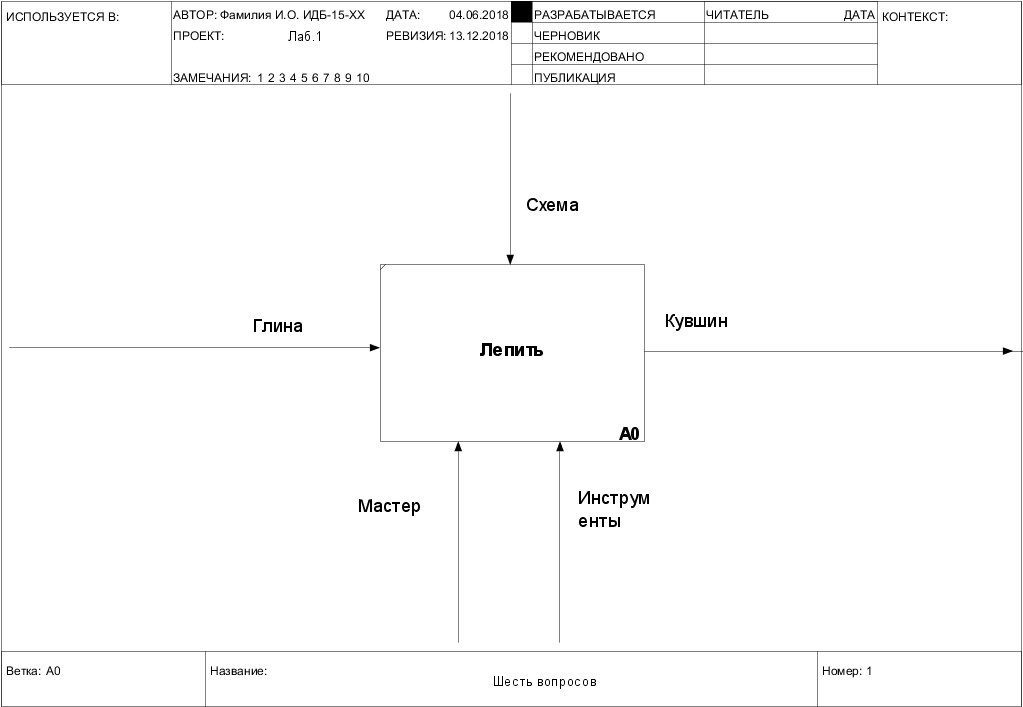 ИСПОЛЬЗУЕТСЯ В:
АВТОР: Фамилия И.О. ИДБ-15-XX ДАТА: 04.06.2018
ПРОЕКТ: Лаб.1 РЕВИЗИЯ: 13.12.2018
ЗАМЕЧАНИЯ: 1 2 3 4 5 6 7 8 9 10
РАЗРАБАТЫВАЕТСЯ
ЧЕРНОВИК
РЕКОМЕНДОВАНО
ПУБЛИКАЦИЯ
ЧИТАТЕЛЬ ДАТА
КОНТЕКСТ:
Схема
Глина
Кувшин
Лепить
A0
Мастер
Инструм
енты
Ветка: A0
Название:
Шесть вопросов
Номер: 1